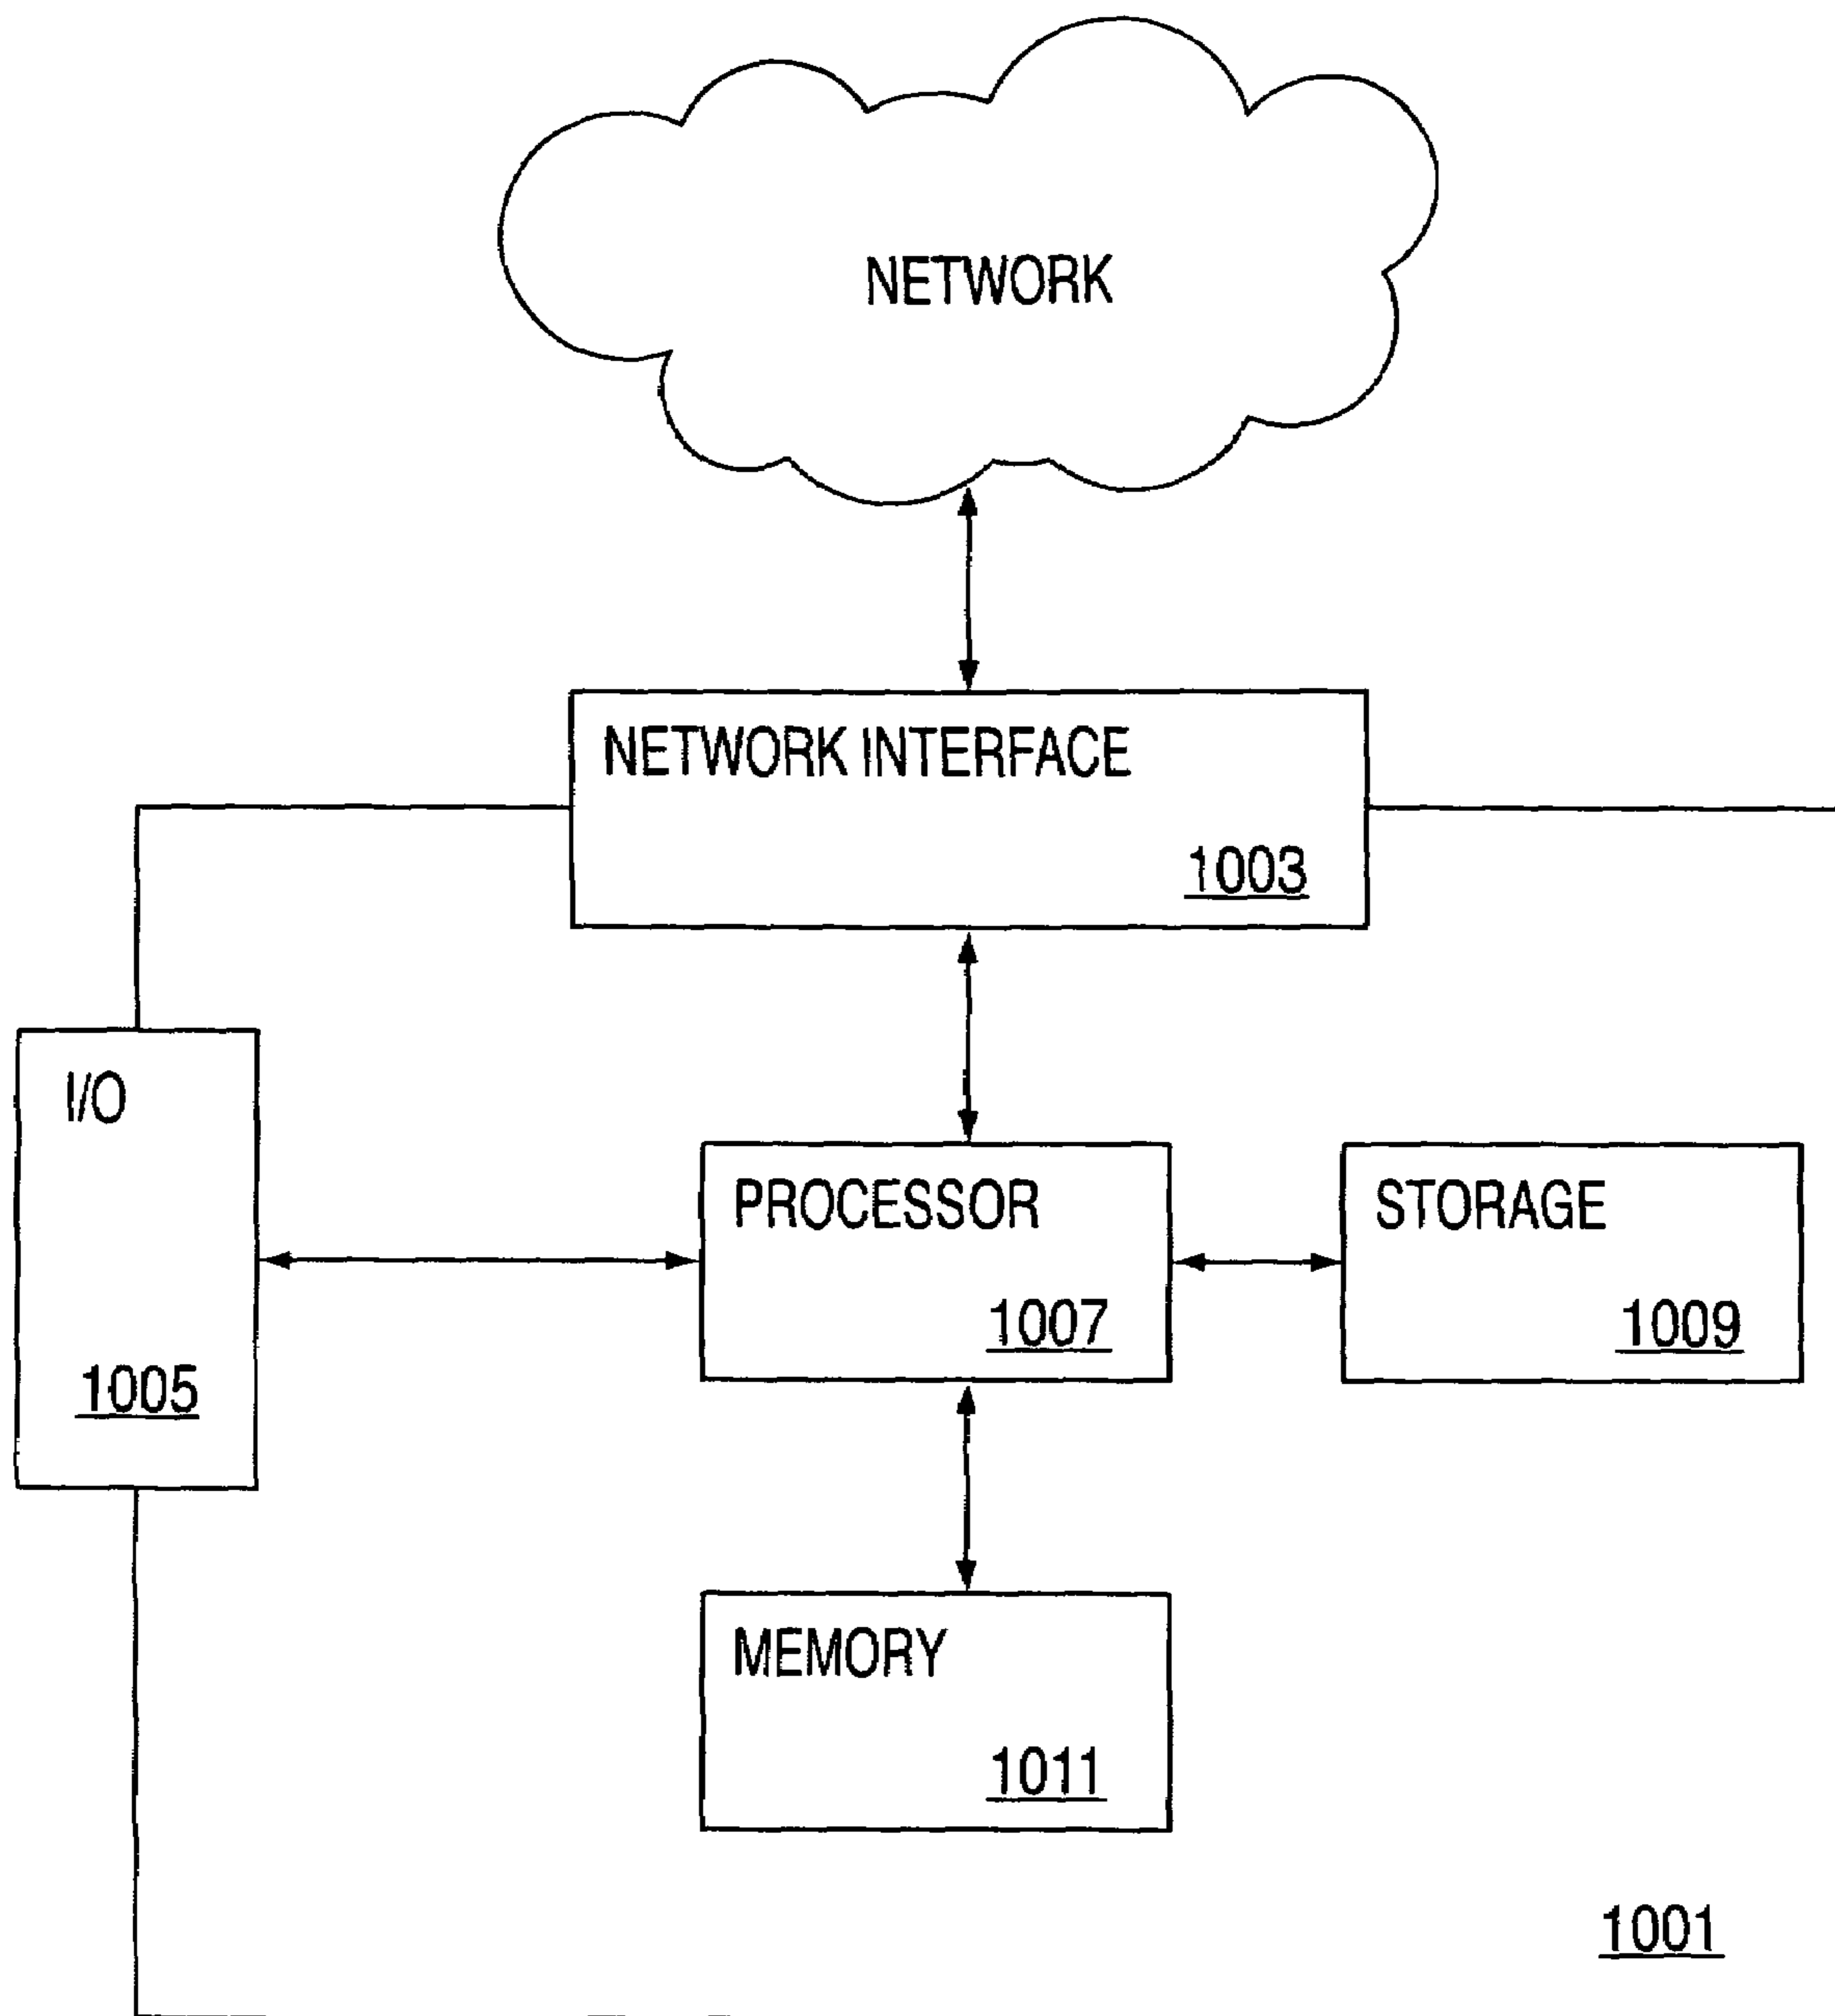 NETWORK
NETWORK INTERFACE
1003
I/O
1005
PROCESSOR
1007
STORAGE
1009
MEMORY
1011
1001